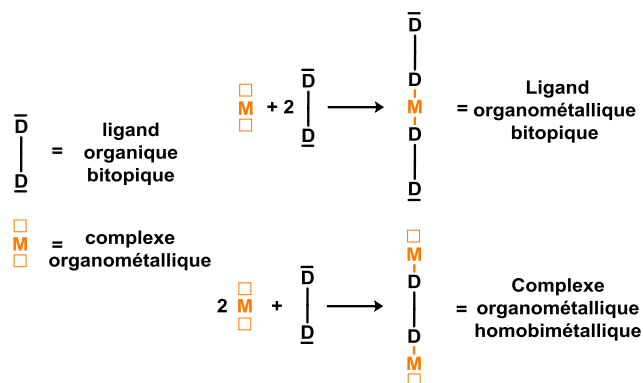 D̅
D̲
=
ligand
organique
bitopique
□
M
□
=
complexe
organométallique
□
M
□
+ 2
D̅
D̲
D̅
D
M
D
D̲
=
Ligand
organométallique
bitopique
2
□
M
□
+
D̅
D̲
□
M
D
D
M
□
=
Complexe
organométallique
homobimétallique